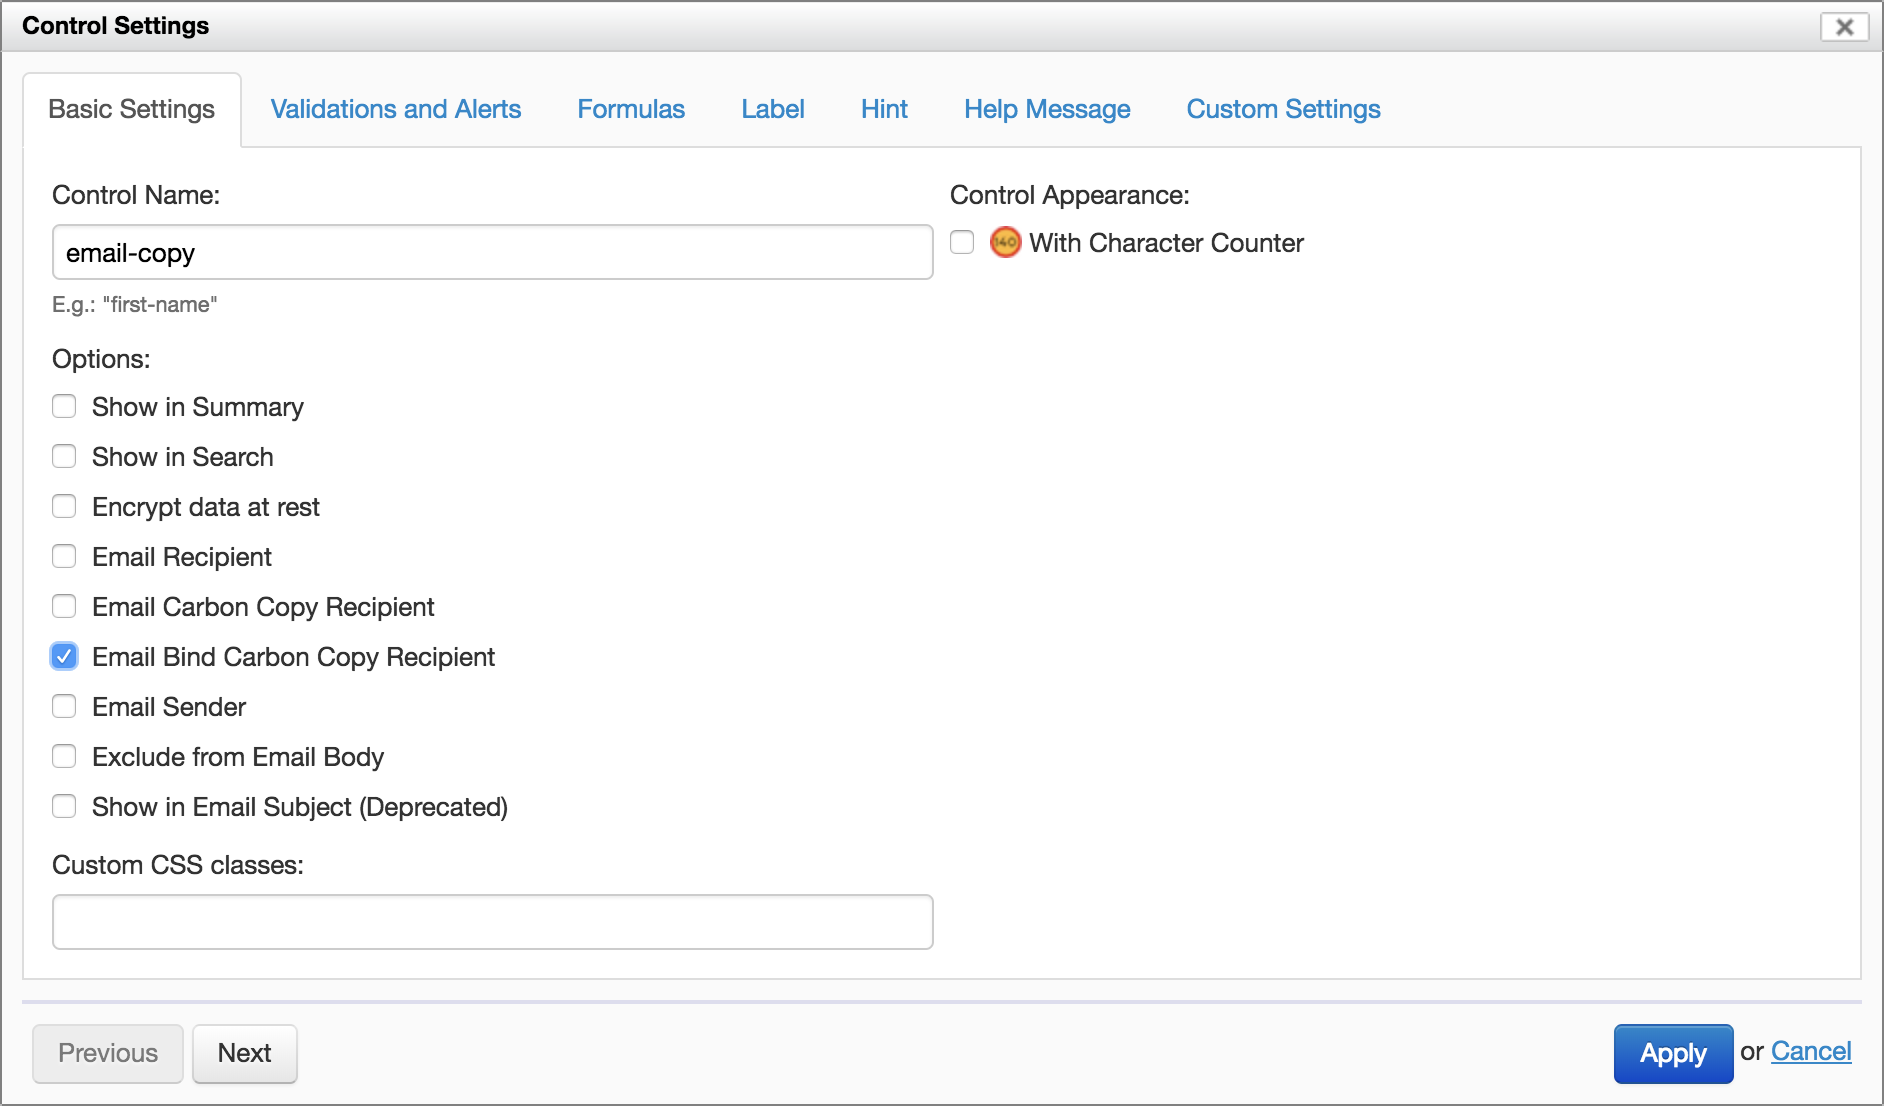 Control Settings
Basic Settings Validations and Alerts Formulas Label Hint Help Message Custom Settings
Control Name:
email-copy
E.g.: "first-name"
Control Appearance:
140 With Character Counter
Options:
Show in Summary
Show in Search
Encrypt data at rest
Email Recipient
Email Carbon Copy Recipient
Email Bind Carbon Copy Recipient
Email Sender
Exclude from Email Body
Show in Email Subject (Deprecated)
Custom CSS classes:
Previous Next Apply or Cancel